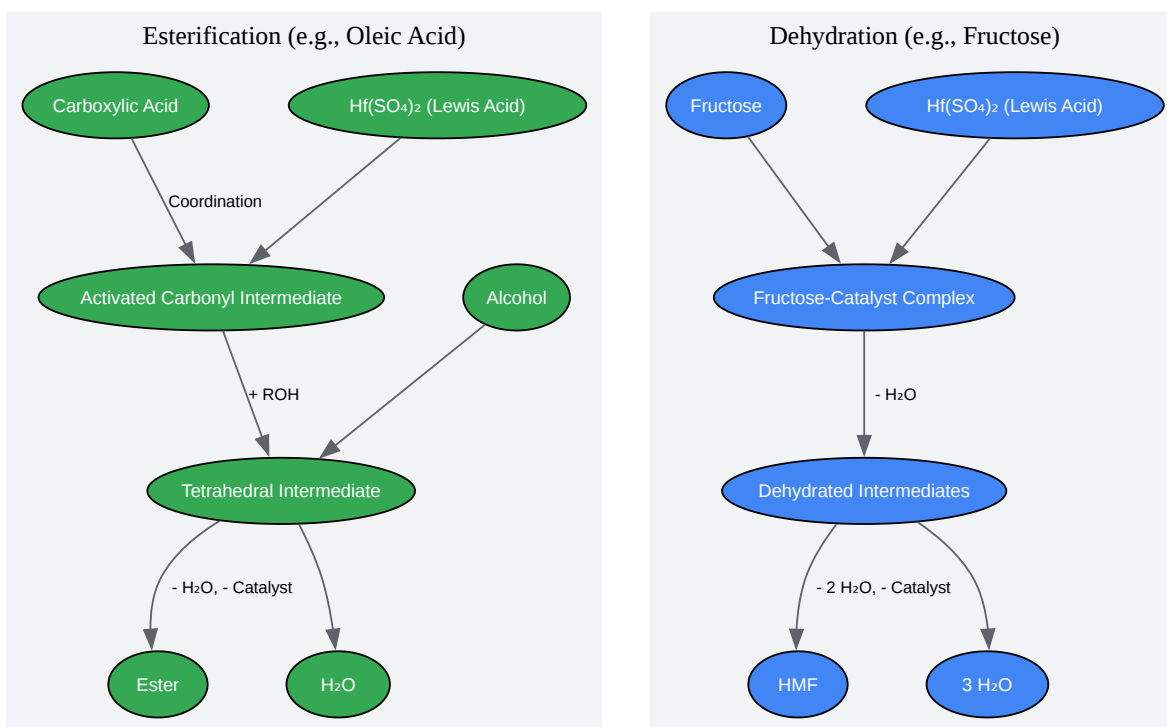 Esterification (e.g., Oleic Acid)
Carboxylic Acid
Hf(SO₄)₂ (Lewis Acid)
Coordination
Activated Carbonyl Intermediate
Alcohol
+ ROH
Tetrahedral Intermediate
- H₂O, - Catalyst
Ester
H₂O
Dehydration (e.g., Fructose)
Fructose
Hf(SO₄)₂ (Lewis Acid)
Fructose-Catalyst Complex
- H₂O
Dehydrated Intermediates
- 2 H₂O, - Catalyst
HMF
3 H₂O